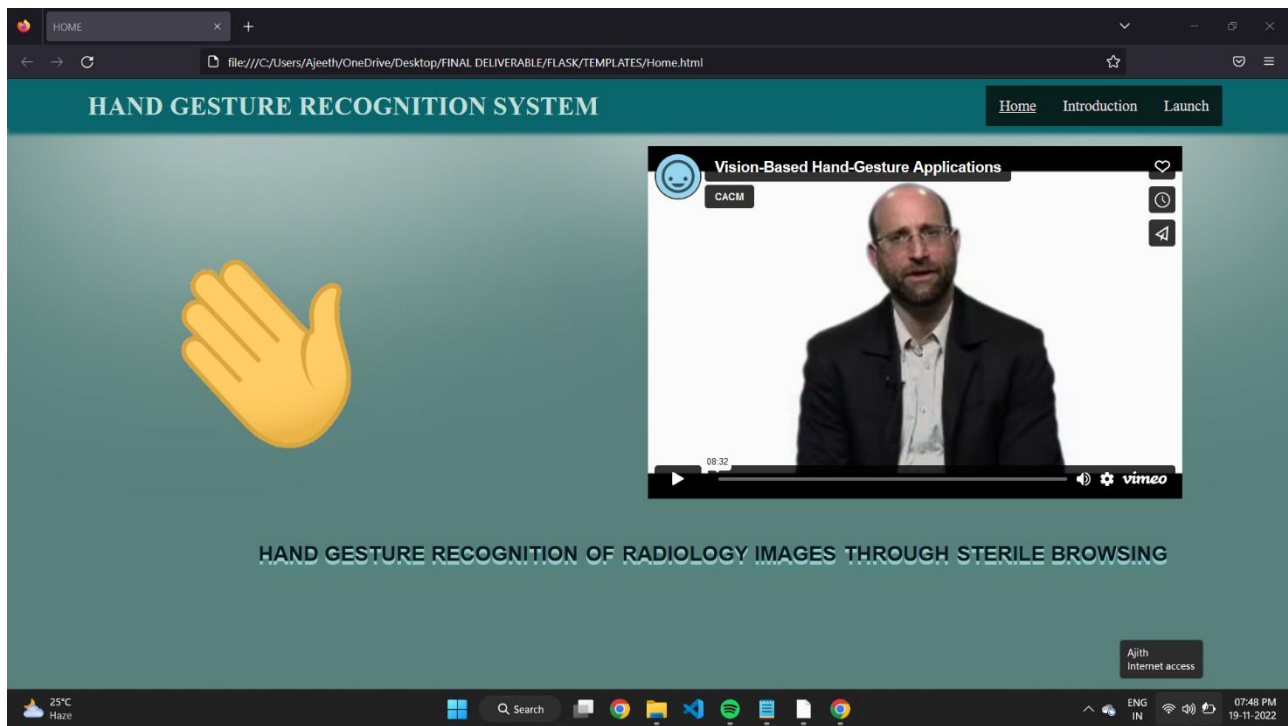 HOME
file:///C:/Users/Ajeeth/OneDrive/Desktop/FINAL DELIVERABLE/FLASK/TEMPLATES/Home.html
HAND GESTURE RECOGNITION SYSTEM
Home Introduction Launch
Vision-Based Hand-Gesture Applications
CACM
08:32
vimeo
HAND GESTURE RECOGNITION OF RADIOLOGY IMAGES THROUGH STERILE BROWSING
Ajith
Internet access
25°C
Haze
Search
ENG
IN
07:48 PM
19-11-2022